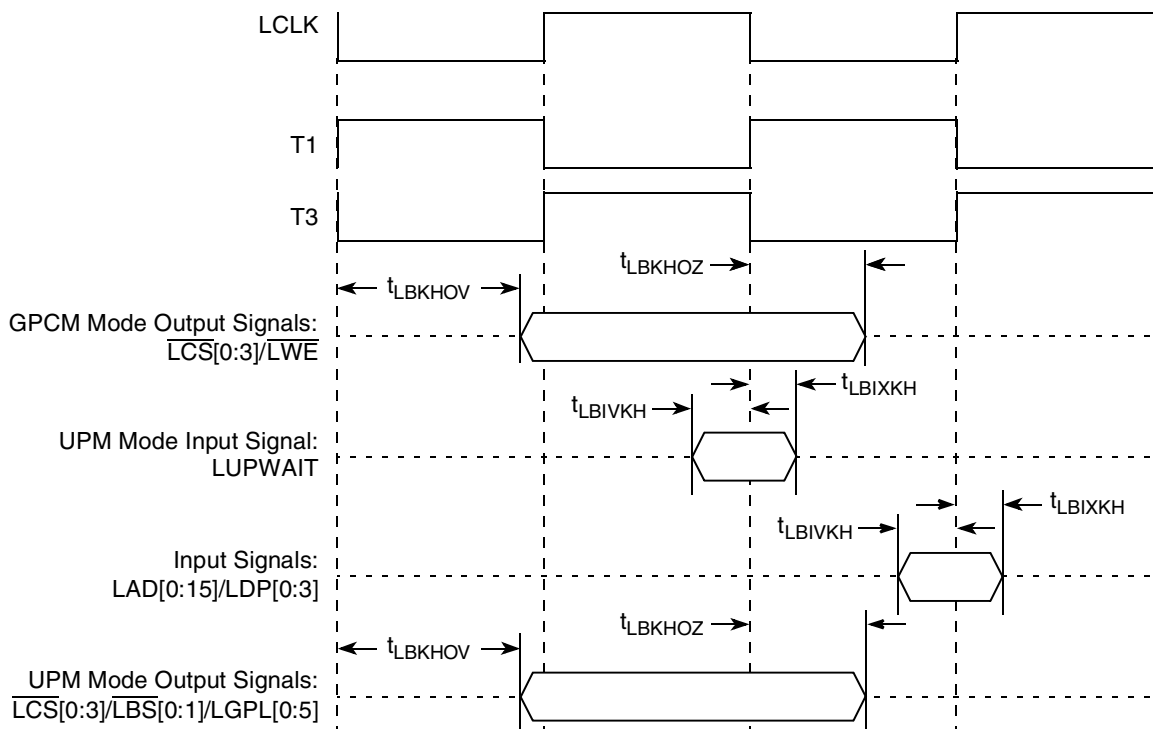 LCLK
T1
T3
tLBKHOZ
tLBKHOV
GPCM Mode Output Signals:
LCS[0:3]/LWE
tLBIXKH
tLBIVKH
UPM Mode Input Signal:
LUPWAIT
tLBIXKH
tLBIVKH
Input Signals:
LAD[0:15]/LDP[0:3]
tLBKHOZ
tLBKHOV
UPM Mode Output Signals:
LCS[0:3]/LBS[0:1]/LGPL[0:5]